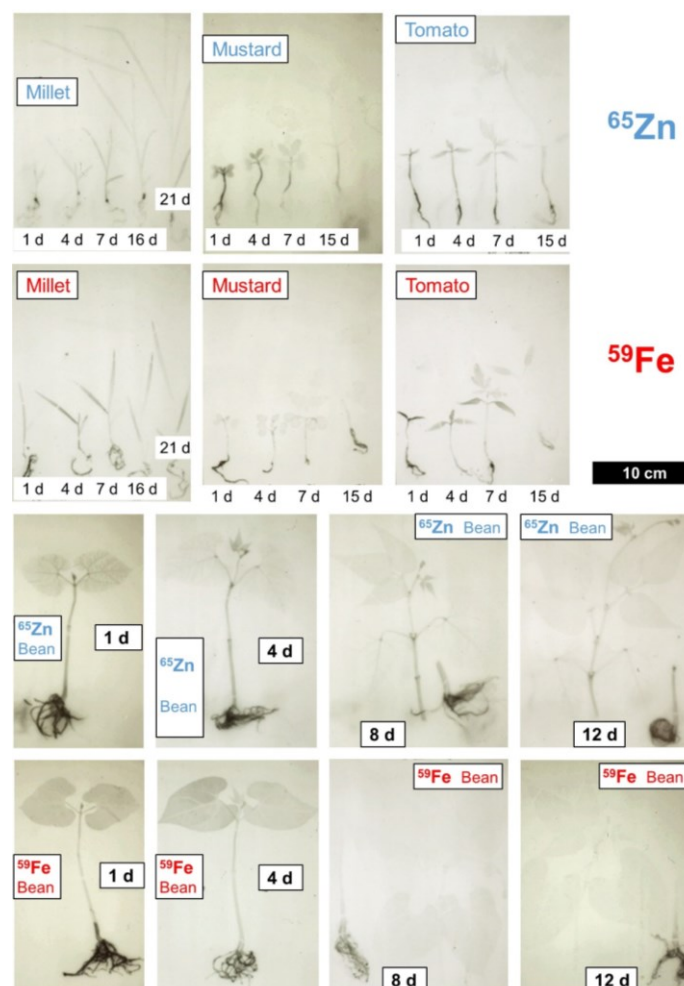 Millet
Mustard
Tomato
65Zn
21 d
1 d 4 d 7 d 16 d
1 d 4 d 7 d 15 d
1 d 4 d 7 d 15 d
Millet
Mustard
Tomato
59Fe
21 d
1 d 4 d 7 d 16 d
1 d 4 d 7 d 15 d
1 d 4 d 7 d 15 d
10 cm
65Zn
Bean
1 d
65Zn
Bean
4 d
65Zn Bean
8 d
65Zn Bean
12 d
59Fe
Bean
1 d
59Fe
Bean
4 d
59Fe Bean
8 d
59Fe Bean
12 d